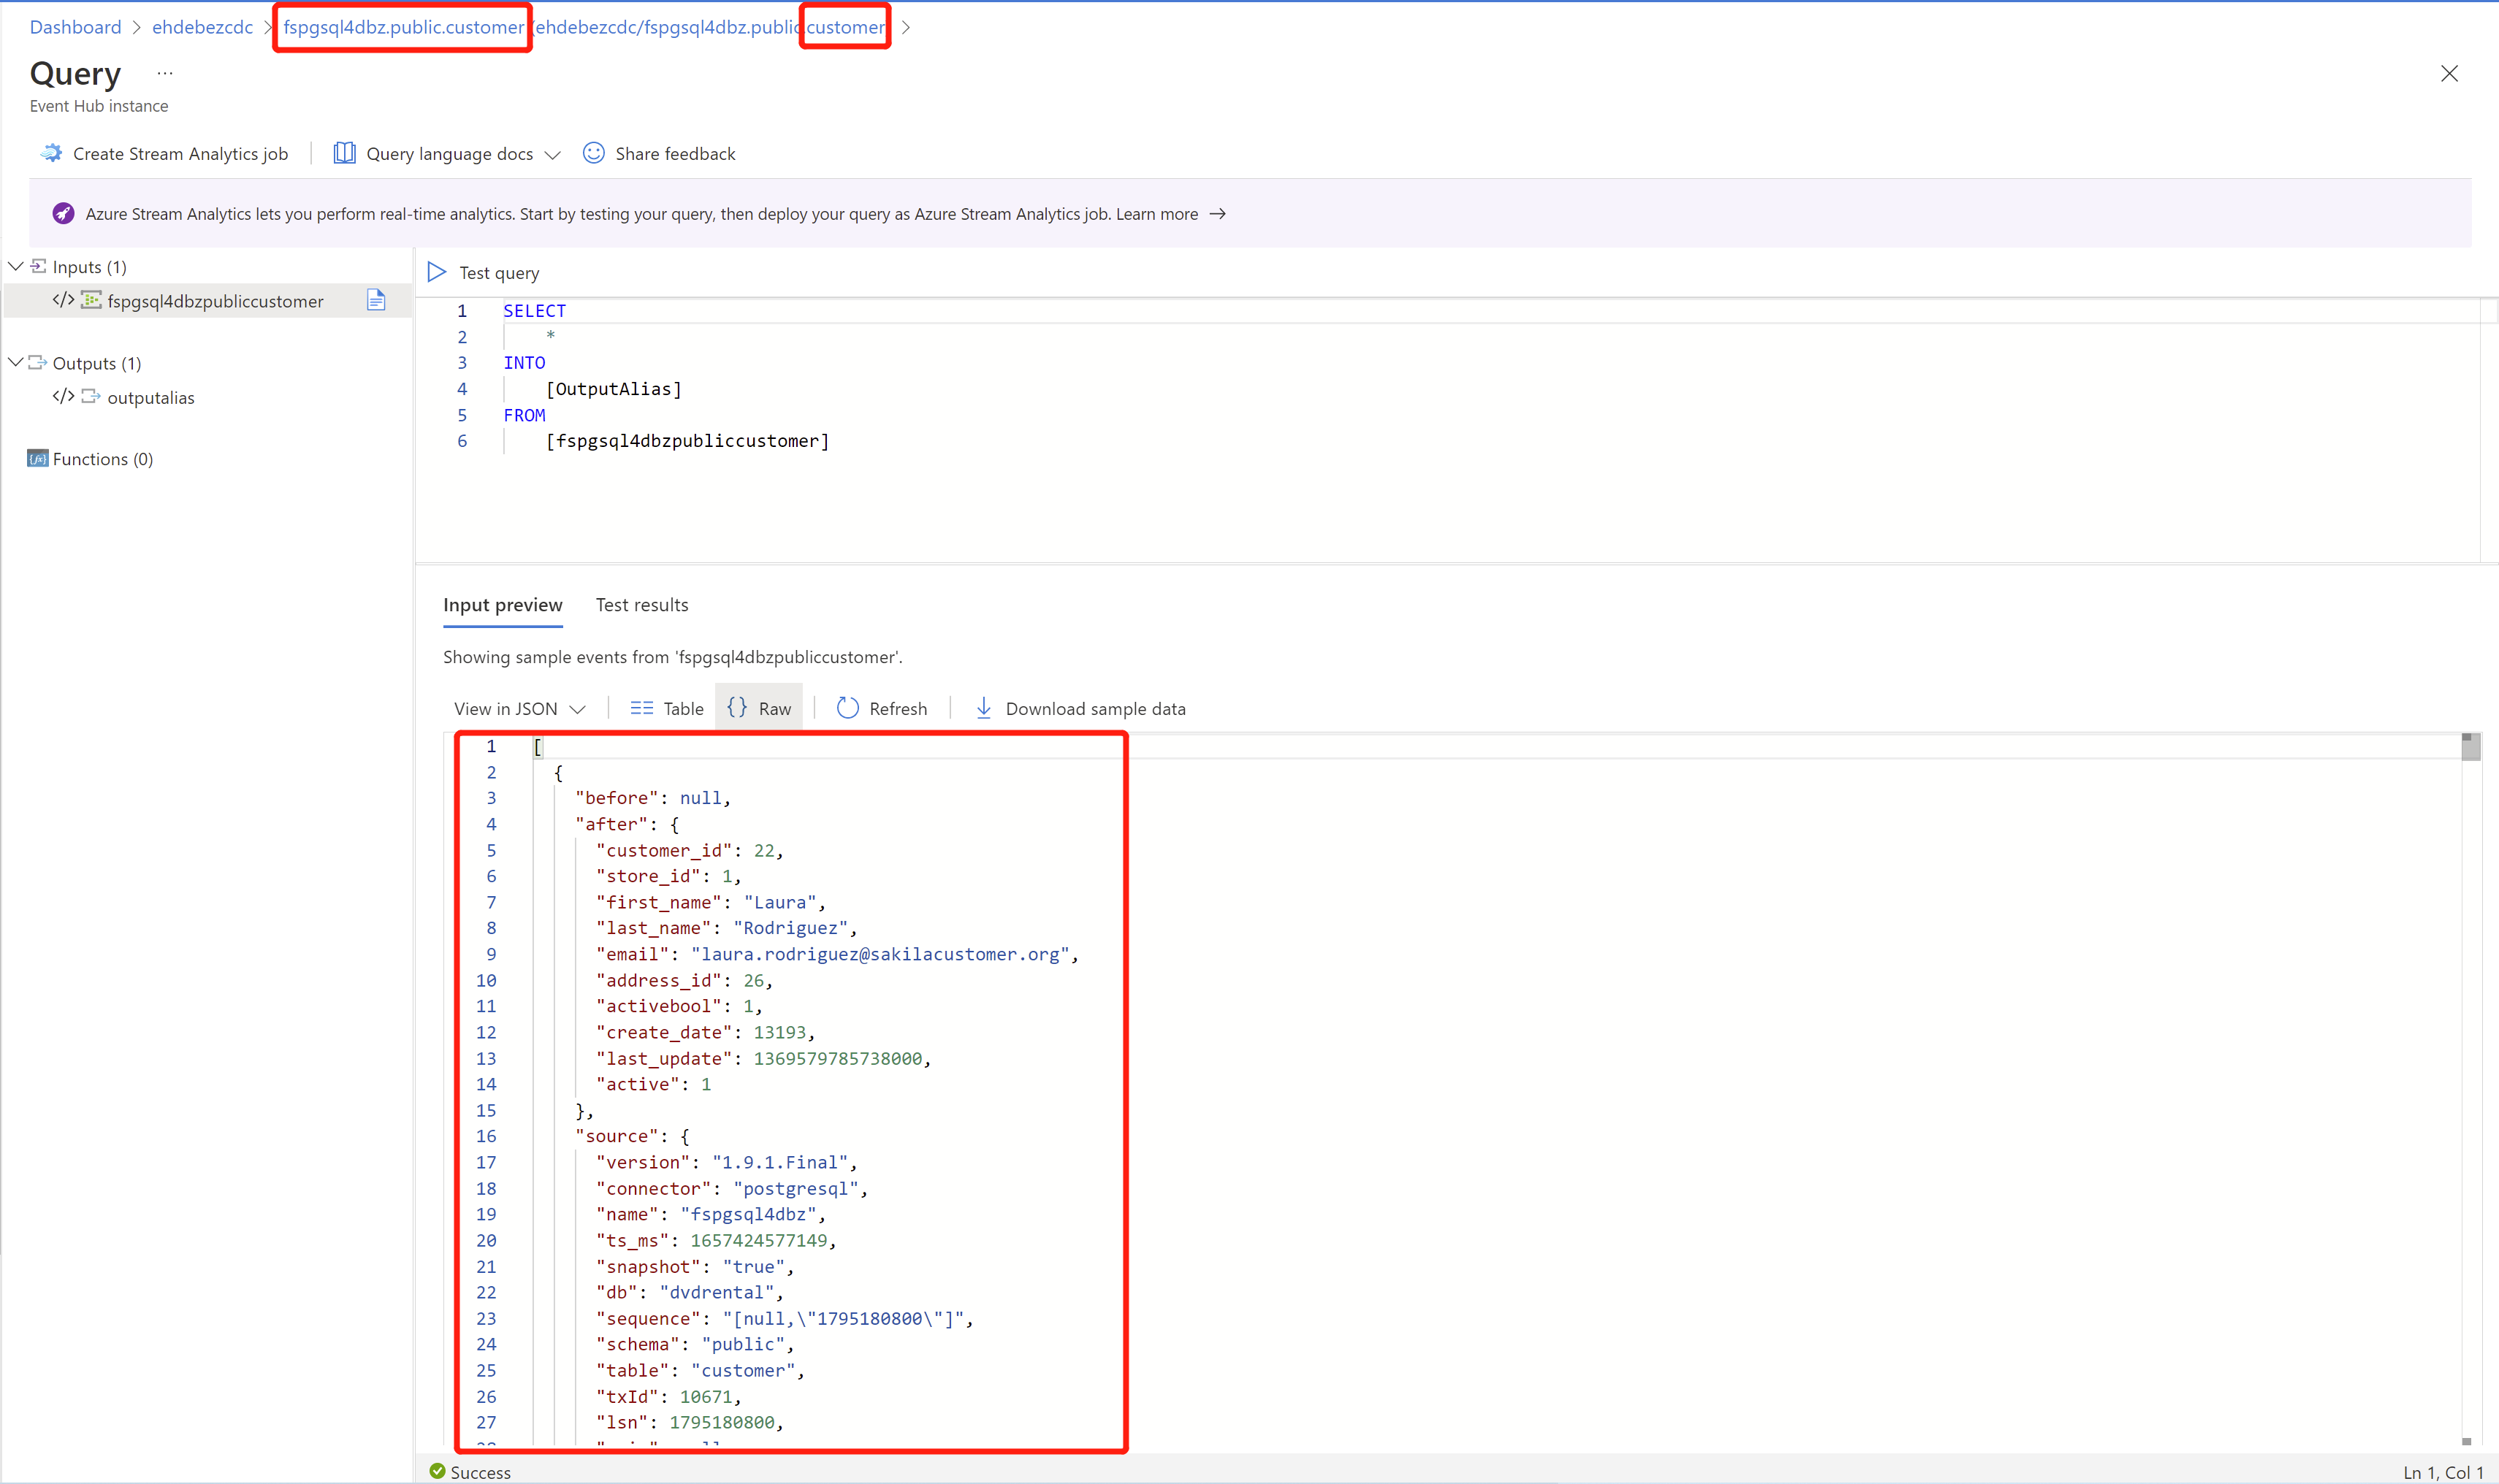 Dashboard > ehdebezcdc > fspgsql4dbz.public.customer (ehdebezcdc/fspgsql4dbz.public.customer >
Query ...
Event Hub instance
Create Stream Analytics job | Query language docs Share feedback
Azure Stream Analytics lets you perform real-time analytics. Start by testing your query, then deploy your query as Azure Stream Analytics job. Learn more →
Inputs (1)
</> fspgsql4dbzpubliccustomer
Outputs (1)
</> outputalias
{fx} Functions (0)
Test query
1 SELECT
2 *
3 INTO
4 [OutputAlias]
5 FROM
6 [fspgsql4dbzpubliccustomer]
Input preview Test results
Showing sample events from 'fspgsql4dbzpubliccustomer'.
View in JSON Table {} Raw Refresh Download sample data
1 [
2 {
3 "before": null,
4 "after": {
5 "customer_id": 22,
6 "store_id": 1,
7 "first_name": "Laura",
8 "last_name": "Rodriguez",
9 "email": "laura.rodriguez@sakilacustomer.org",
10 "address_id": 26,
11 "activebool": 1,
12 "create_date": 13193,
13 "last_update": 1369579785738000,
14 "active": 1
15 },
16 "source": {
17 "version": "1.9.1.Final",
18 "connector": "postgresql",
19 "name": "fspgsql4dbz",
20 "ts_ms": 1657424577149,
21 "snapshot": "true",
22 "db": "dvdrental",
23 "sequence": "[null,\"1795180800\"]",
24 "schema": "public",
25 "table": "customer",
26 "txId": 10671,
27 "lsn": 1795180800,
Success
Ln 1, Col 1